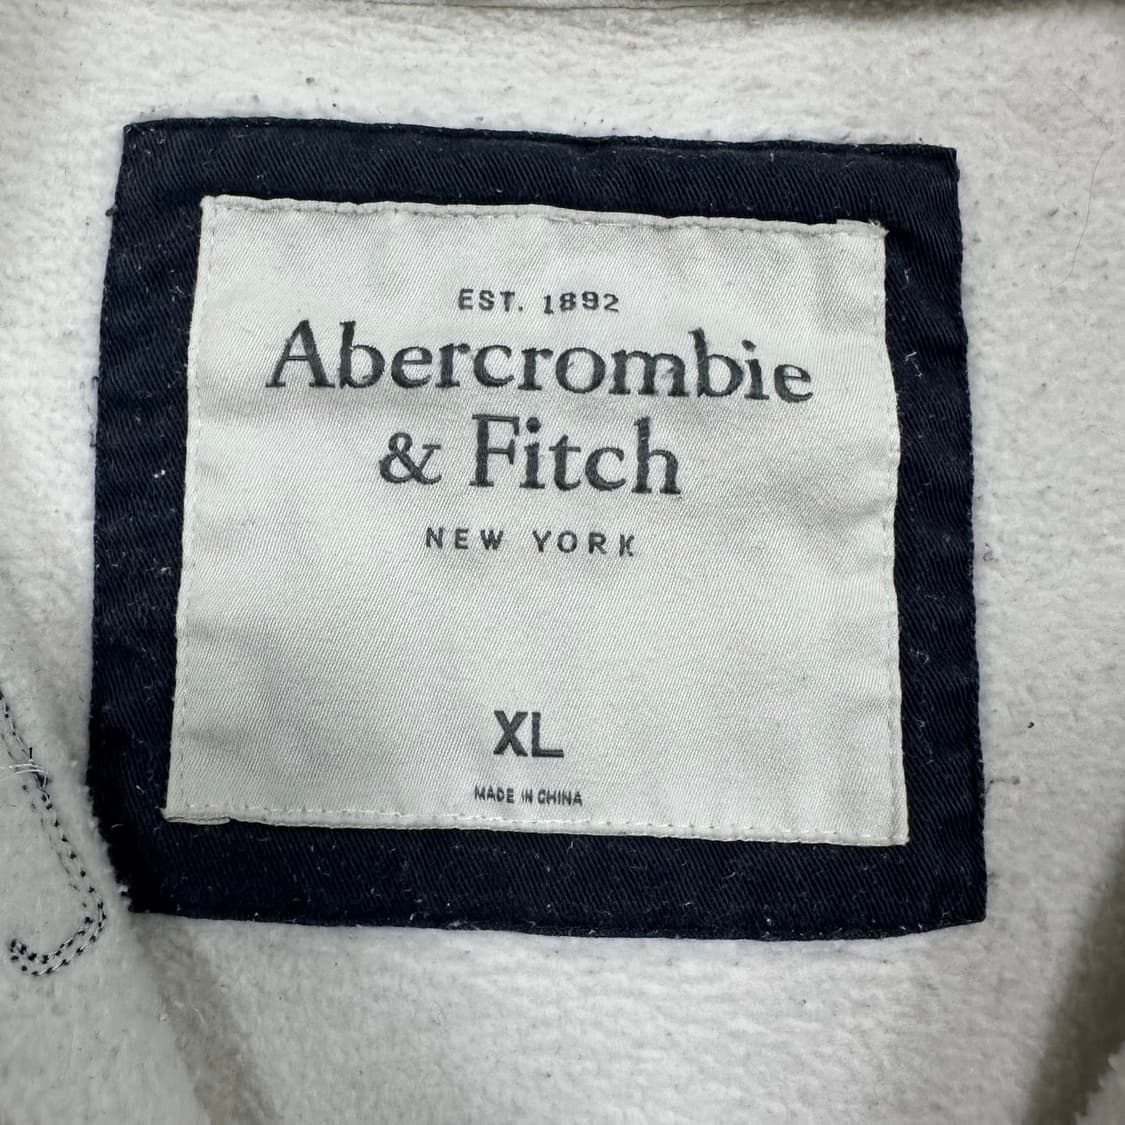 EST. 1892
Abercrombie
& Fitch
NEW YORK
XL
MADE IN CHINA